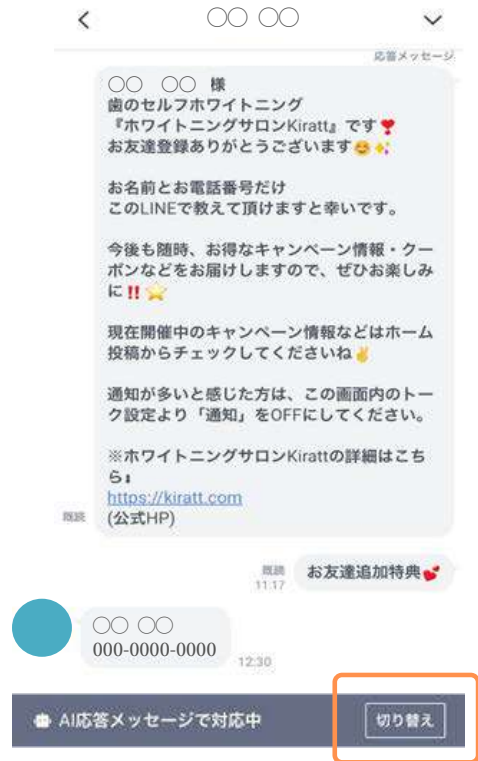 ○○ ○○
応答メッセージ
○○ ○○ 様
歯のセルフホワイトニング
『ホワイトニングサロンKiratt』です❣️
お友達登録ありがとうございます😊✨
お名前とお電話番号だけ
このLINEで教えて頂けますと幸いです。
今後も随時、お得なキャンペーン情報・クー
ポンなどをお届けしますので、ぜひお楽しみ
に‼️⭐
現在開催中のキャンペーン情報などはホーム
投稿からチェックしてくださいね✌️
通知が多いと感じた方は、この画面内のトー
ク設定より「通知」をOFFにしてください。
※ホワイトニングサロンKirattの詳細はこち
ら↓
https://kiratt.com
既読 (公式HP)
既読 お友達追加特典💕
11:17
○○ ○○
000-0000-0000
12:30
AI応答メッセージで対応中 切り替え